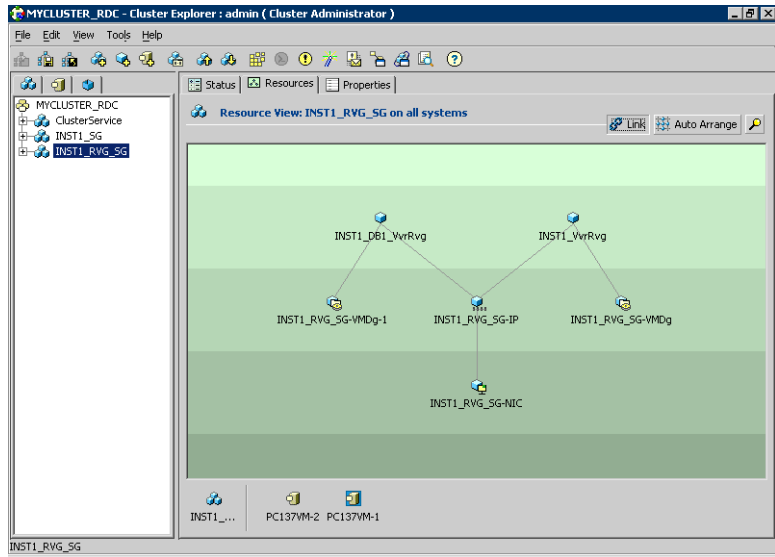 MYCLUSTER_RDC - Cluster Explorer : admin ( Cluster Administrator )
File Edit View Tools Help
Status Resources Properties
MYCLUSTER_RDC
ClusterService
INST1_SG
INST1_RVG_SG
Resource View: INST1_RVG_SG on all systems
Link Auto Arrange
INST1_DB1_VvrRvg INST1_VvrRvg
INST1_RVG_SG-VMDg-1 INST1_RVG_SG-IP INST1_RVG_SG-VMDg
INST1_RVG_SG-NIC
INST1_... PC137VM-2 PC137VM-1
INST1_RVG_SG